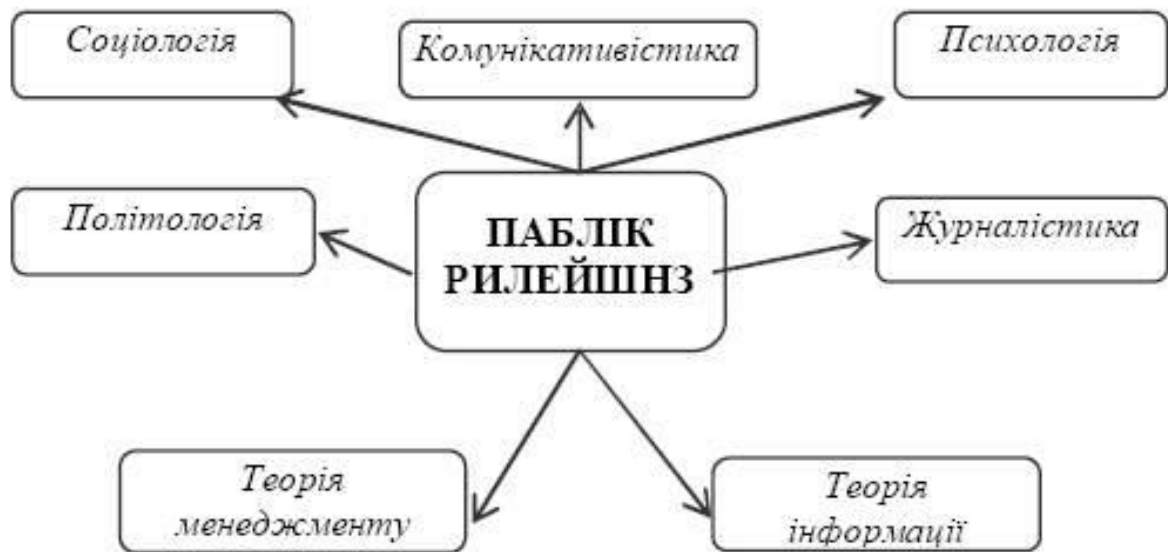 Соціологія
Комунікативістика
Психологія
Політологія
ПАБЛІК
РИЛЕЙШНЗ
Журналістика
Теорія
менеджменту
Теорія
інформації